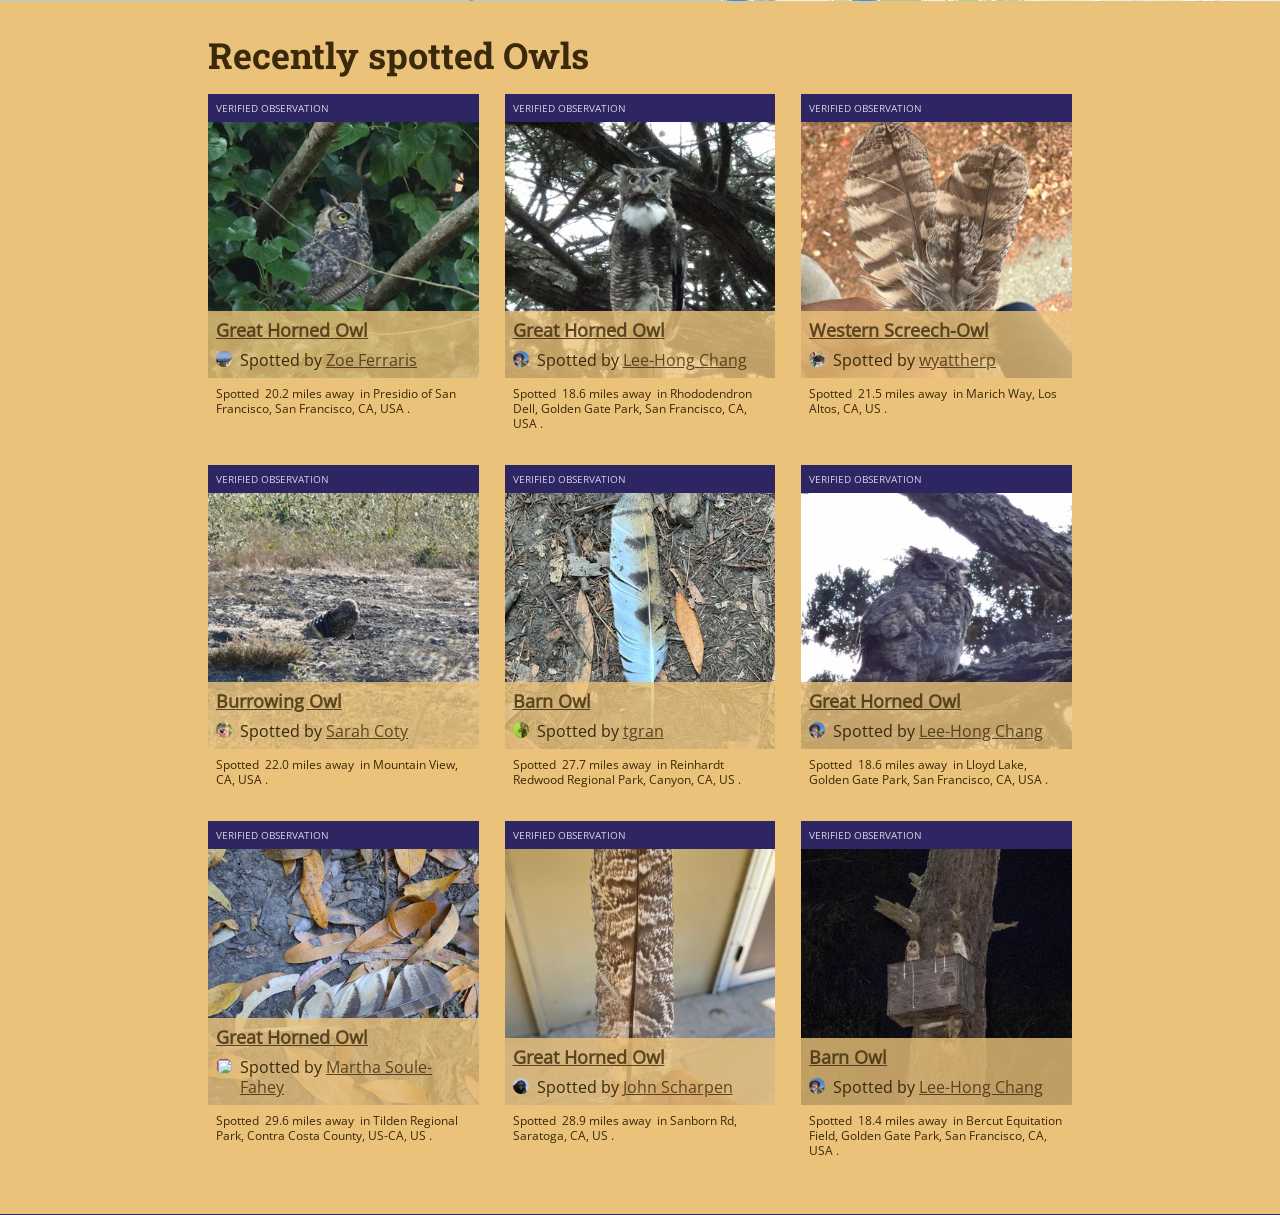 Recently spotted Owls
VERIFIED OBSERVATION
Great Horned Owl
Spotted by Zoe Ferraris
Spotted 20.2 miles away in Presidio of San
Francisco, San Francisco, CA, USA .
VERIFIED OBSERVATION
Great Horned Owl
Spotted by Lee-Hong Chang
Spotted 18.6 miles away in Rhododendron
Dell, Golden Gate Park, San Francisco, CA,
USA .
VERIFIED OBSERVATION
Western Screech-Owl
Spotted by wyattherp
Spotted 21.5 miles away in Marich Way, Los
Altos, CA, US .
VERIFIED OBSERVATION
Burrowing Owl
Spotted by Sarah Coty
Spotted 22.0 miles away in Mountain View,
CA, USA .
VERIFIED OBSERVATION
Barn Owl
Spotted by tgran
Spotted 27.7 miles away in Reinhardt
Redwood Regional Park, Canyon, CA, US .
VERIFIED OBSERVATION
Great Horned Owl
Spotted by Lee-Hong Chang
Spotted 18.6 miles away in Lloyd Lake,
Golden Gate Park, San Francisco, CA, USA .
VERIFIED OBSERVATION
Great Horned Owl
Spotted by Martha Soule-
Fahey
Spotted 29.6 miles away in Tilden Regional
Park, Contra Costa County, US-CA, US .
VERIFIED OBSERVATION
Great Horned Owl
Spotted by John Scharpen
Spotted 28.9 miles away in Sanborn Rd,
Saratoga, CA, US .
VERIFIED OBSERVATION
Barn Owl
Spotted by Lee-Hong Chang
Spotted 18.4 miles away in Bercut Equitation
Field, Golden Gate Park, San Francisco, CA,
USA .